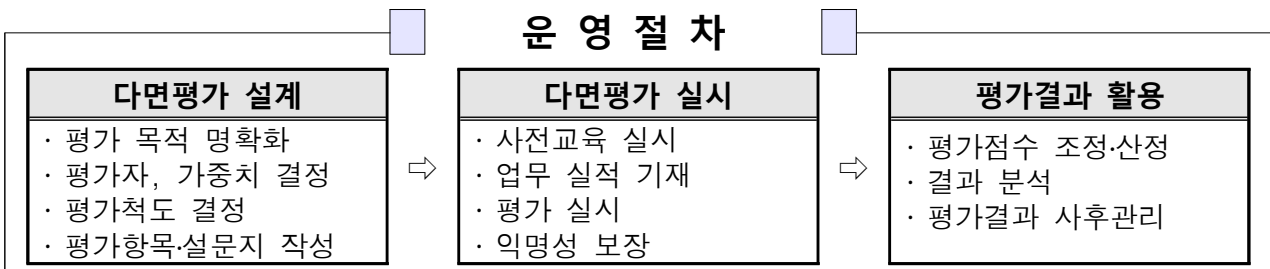 운 영 절 차
다면평가 설계
· 평가 목적 명확화
· 평가자, 가중치 결정
· 평가척도 결정
· 평가항목·설문지 작성
⇨
다면평가 실시
· 사전교육 실시
· 업무 실적 기재
· 평가 실시
· 익명성 보장
⇨
평가결과 활용
· 평가점수 조정·산정
· 결과 분석
· 평가결과 사후관리